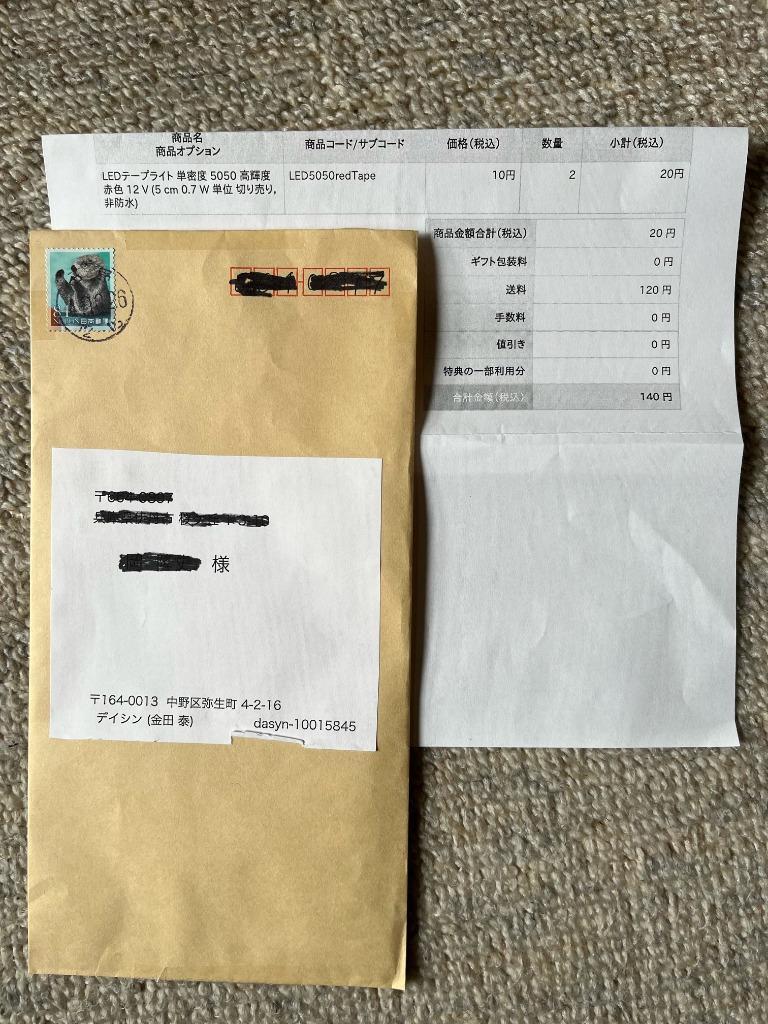 商品名
商品オプション
商品コード/サブコード
価格(税込)
数量
小計(税込)
LEDテープライト 単密度 5050 高輝度
赤色 12 V (5 cm 0.7 W 単位 切り売り,
非防水)
LED5050redTape
10円
2
20円
商品金額合計(税込) 20 円
ギフト包装料 0 円
送料 120 円
手数料 0 円
値引き 0 円
特典の一部利用分 0 円
合計金額(税込) 140 円
日本郵便
様
〒164-0013 中野区弥生町 4-2-16
デイシン (金田 泰)
dasyn-10015845